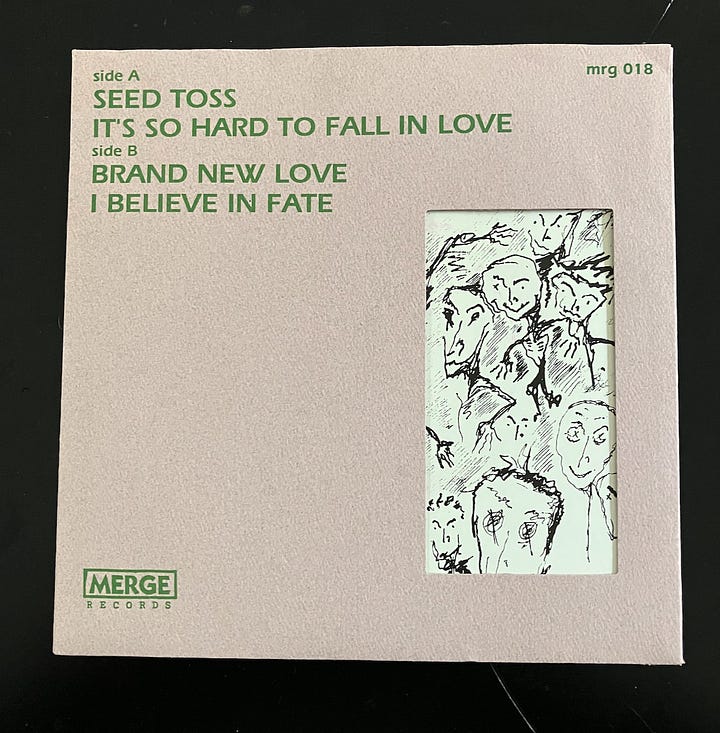 side A
mrg 018
SEED TOSS
IT'S SO HARD TO FALL IN LOVE
side B
BRAND NEW LOVE
I BELIEVE IN FATE
MERGE
RECORDS